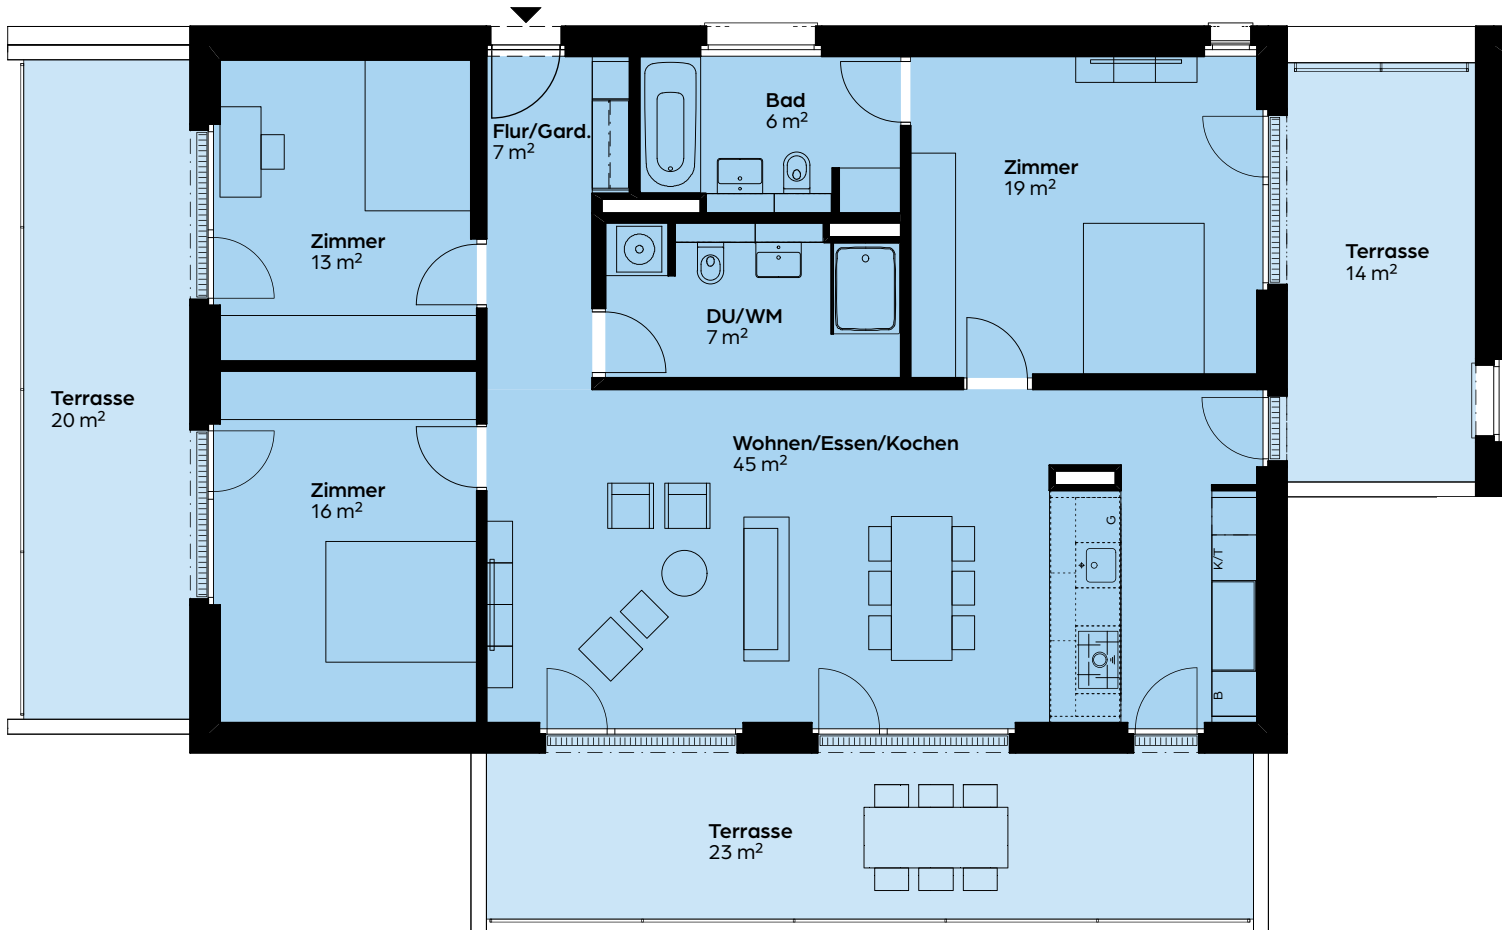 Bad
6 m²
Flur/Gard.
7 m²
Zimmer
19 m²
Zimmer
13 m²
Terrasse
14 m²
DU/WM
7 m²
Terrasse
20 m²
Wohnen/Essen/Kochen
45 m²
Zimmer
16 m²
G
K/T
B
Terrasse
23 m²